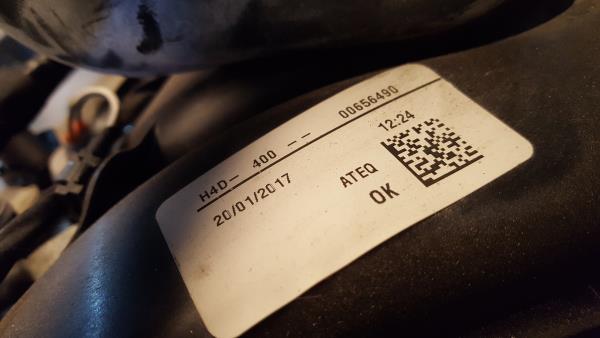 H4D- 400 -- 00656490
20/01/2017 12:24
ATEQ
OK